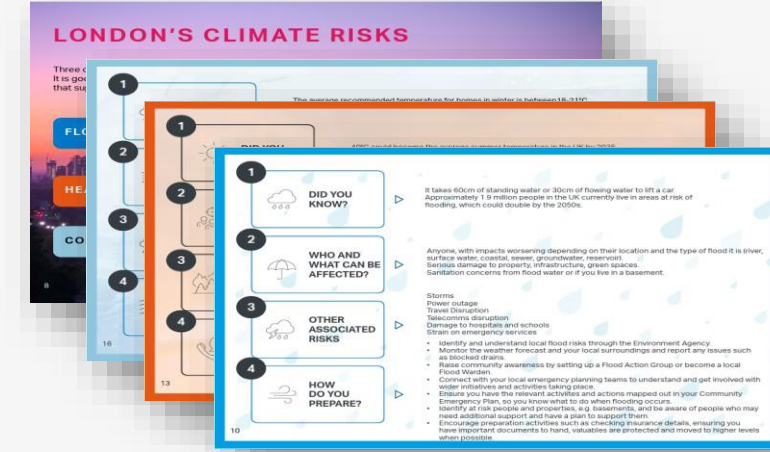 LONDON'S CLIMATE RISKS
Three
It is
that
FLO
HEA
CO
8
1
2
3
4
16
The average recommended temperature for homes in winter is between 18-21°C
1
2
3
4
13
DID YOU
40°C could become the average summer temperature in the UK by
1
DID YOU
KNOW?
It takes 60cm of standing water or 30cm of flowing water to lift a car
Approximately 1.9 million people in the UK currently live in areas at risk of
flooding, which could double by the 2050s.
2
WHO AND
WHAT CAN BE
AFFECTED?
Anyone, with impacts worsening depending on their location and the type of flood it is (river,
surface water, coastal, sewer, groundwater, reservoir).
Serious damage to property, infrastructure, green spaces.
Sanitation concerns from flood water or if you live in a basement.
3
OTHER
ASSOCIATED
RISKS
Storms
Power outage
Travel Disruption
Telecomms disruption
Damage to hospitals and schools
Strain on emergency services
4
HOW
DO YOU
PREPARE?
• Identify and understand local flood risks through the Environment Agency.
• Monitor the weather forecast and your local surroundings and report any issues such
as blocked drains.
• Raise community awareness by setting up a Flood Action Group or become a local
Flood Warden.
• Connect with your local emergency planning teams to understand and get involved with
wider initiatives and activities taking place.
• Ensure you have the relevant activities and actions mapped out in your Community
Emergency Plan, so you know what to do when flooding occurs.
• Identify at risk people and properties, e.g. basements, and be aware of people who may
need additional support and have a plan to support them.
• Encourage preparation activities such as checking insurance details, ensuring you
have important documents to hand, valuables are protected and moved to higher levels
when possible.
10